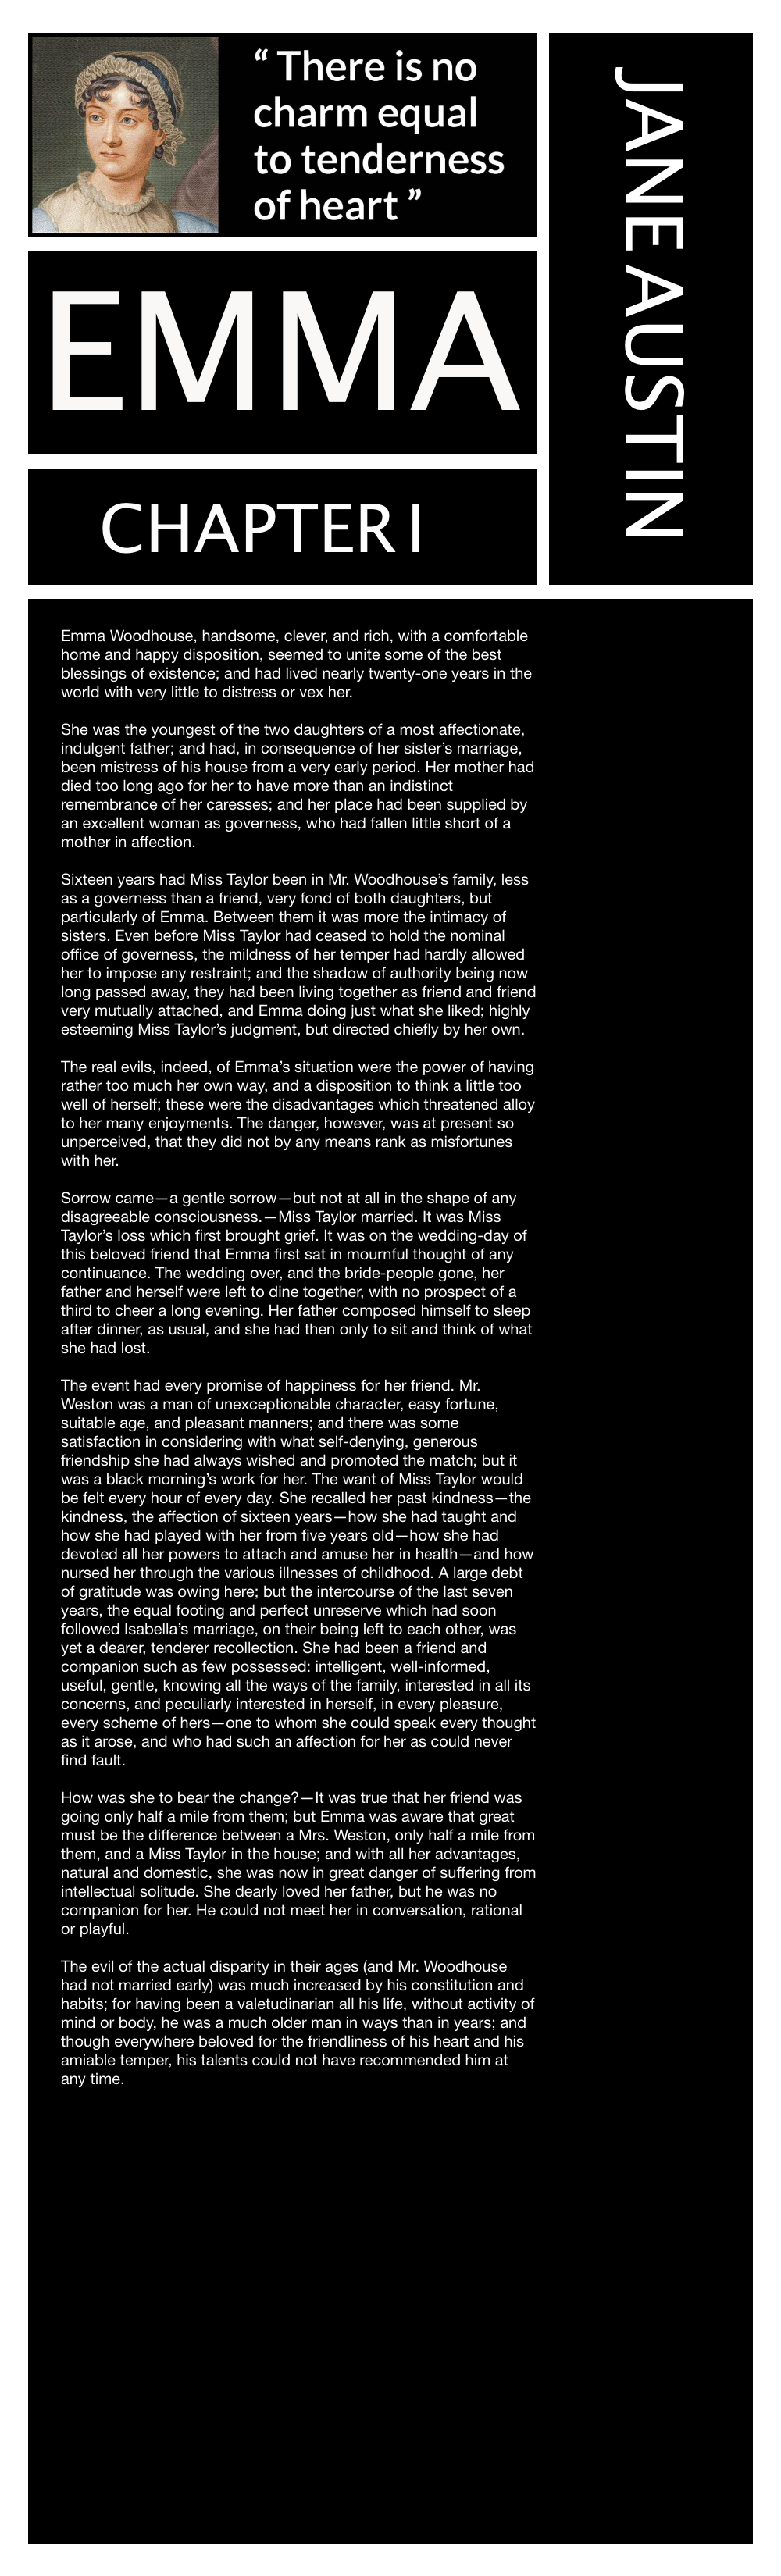 “ There is no
charm equal
to tenderness
of heart ”
JANE AUSTIN
EMMA
CHAPTER I
Emma Woodhouse, handsome, clever, and rich, with a comfortable
home and happy disposition, seemed to unite some of the best
blessings of existence; and had lived nearly twenty-one years in the
world with very little to distress or vex her.
She was the youngest of the two daughters of a most affectionate,
indulgent father; and had, in consequence of her sister’s marriage,
been mistress of his house from a very early period. Her mother had
died too long ago for her to have more than an indistinct
remembrance of her caresses; and her place had been supplied by
an excellent woman as governess, who had fallen little short of a
mother in affection.
Sixteen years had Miss Taylor been in Mr. Woodhouse’s family, less
as a governess than a friend, very fond of both daughters, but
particularly of Emma. Between them it was more the intimacy of
sisters. Even before Miss Taylor had ceased to hold the nominal
office of governess, the mildness of her temper had hardly allowed
her to impose any restraint; and the shadow of authority being now
long passed away, they had been living together as friend and friend
very mutually attached, and Emma doing just what she liked; highly
esteeming Miss Taylor’s judgment, but directed chiefly by her own.
The real evils, indeed, of Emma’s situation were the power of having
rather too much her own way, and a disposition to think a little too
well of herself; these were the disadvantages which threatened alloy
to her many enjoyments. The danger, however, was at present so
unperceived, that they did not by any means rank as misfortunes
with her.
Sorrow came—a gentle sorrow—but not at all in the shape of any
disagreeable consciousness.—Miss Taylor married. It was Miss
Taylor’s loss which first brought grief. It was on the wedding-day of
this beloved friend that Emma first sat in mournful thought of any
continuance. The wedding over, and the bride-people gone, her
father and herself were left to dine together, with no prospect of a
third to cheer a long evening. Her father composed himself to sleep
after dinner, as usual, and she had then only to sit and think of what
she had lost.
The event had every promise of happiness for her friend. Mr.
Weston was a man of unexceptionable character, easy fortune,
suitable age, and pleasant manners; and there was some
satisfaction in considering with what self-denying, generous
friendship she had always wished and promoted the match; but it
was a black morning’s work for her. The want of Miss Taylor would
be felt every hour of every day. She recalled her past kindness—the
kindness, the affection of sixteen years—how she had taught and
how she had played with her from five years old—how she had
devoted all her powers to attach and amuse her in health—and how
nursed her through the various illnesses of childhood. A large debt
of gratitude was owing here; but the intercourse of the last seven
years, the equal footing and perfect unreserve which had soon
followed Isabella’s marriage, on their being left to each other, was
yet a dearer, tenderer recollection. She had been a friend and
companion such as few possessed: intelligent, well-informed,
useful, gentle, knowing all the ways of the family, interested in all its
concerns, and peculiarly interested in herself, in every pleasure,
every scheme of hers—one to whom she could speak every thought
as it arose, and who had such an affection for her as could never
find fault.
How was she to bear the change?—It was true that her friend was
going only half a mile from them; but Emma was aware that great
must be the difference between a Mrs. Weston, only half a mile from
them, and a Miss Taylor in the house; and with all her advantages,
natural and domestic, she was now in great danger of suffering from
intellectual solitude. She dearly loved her father, but he was no
companion for her. He could not meet her in conversation, rational
or playful.
The evil of the actual disparity in their ages (and Mr. Woodhouse
had not married early) was much increased by his constitution and
habits; for having been a valetudinarian all his life, without activity of
mind or body, he was a much older man in ways than in years; and
though everywhere beloved for the friendliness of his heart and his
amiable temper, his talents could not have recommended him at
any time.